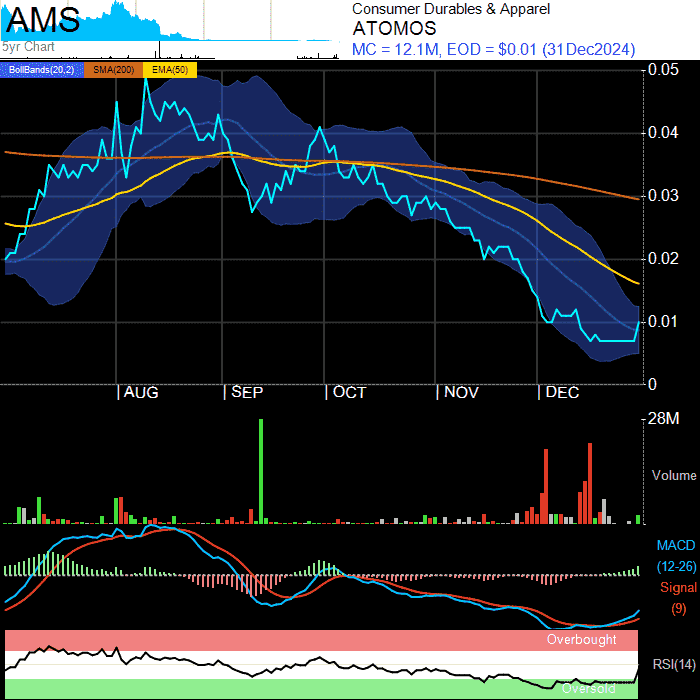 AMS
5yr Chart
Consumer Durables & Apparel
ATOMOS
MC = 12.1M, EOD = $0.01 (31Dec2024)
BollBands(20,2) SMA(200) EMA(50)
0.05
0.04
0.03
0.02
0.01
0
| AUG | SEP | OCT | NOV | DEC
28M
Volume
MACD
(12-26)
Signal
(9)
Overbought
RSI(14)
Oversold